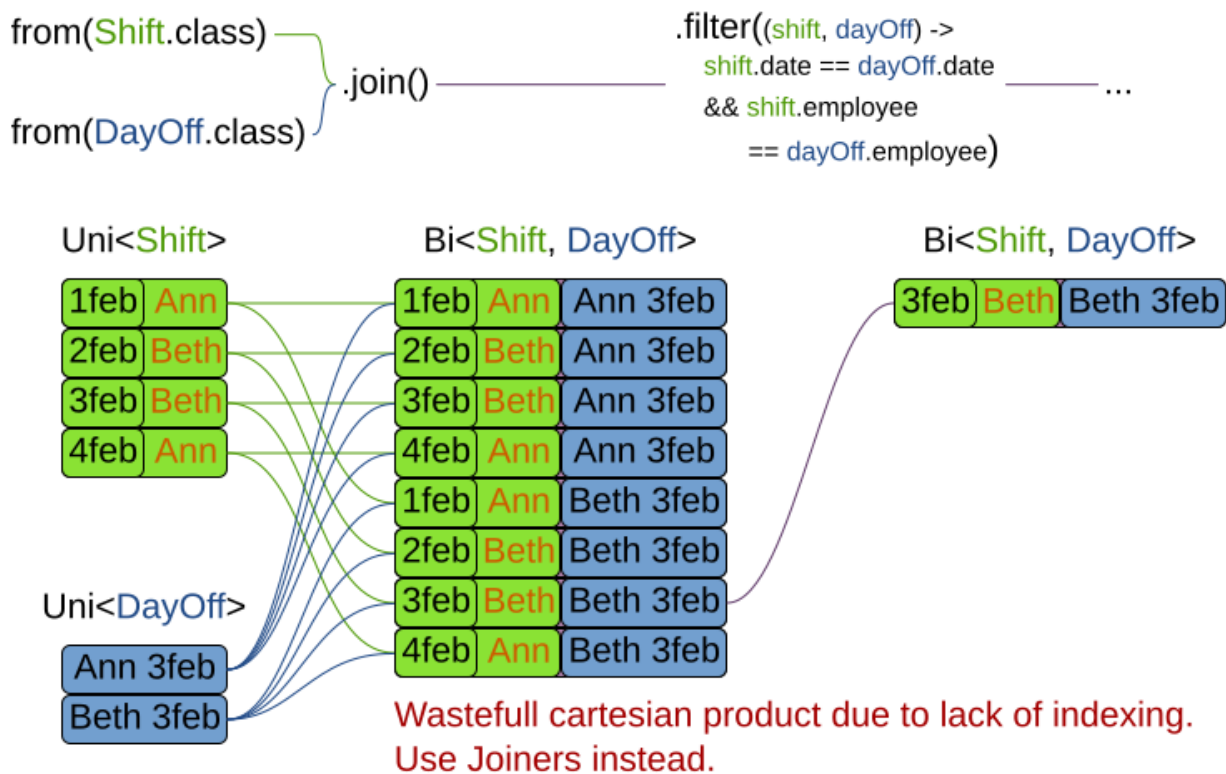 from(Shift.class)
from(DayOff.class)
.join()
.filter((shift, dayOff) ->
shift.date == dayOff.date
&& shift.employee
== dayOff.employee)
...
Uni<Shift>
1feb Ann
2feb Beth
3feb Beth
4feb Ann
Uni<DayOff>
Ann 3feb
Beth 3feb
Bi<Shift, DayOff>
1feb Ann Ann 3feb
2feb Beth Ann 3feb
3feb Beth Ann 3feb
4feb Ann Ann 3feb
1feb Ann Beth 3feb
2feb Beth Beth 3feb
3feb Beth Beth 3feb
4feb Ann Beth 3feb
Bi<Shift, DayOff>
3feb Beth Beth 3feb
Wastefull cartesian product due to lack of indexing.
Use Joiners instead.